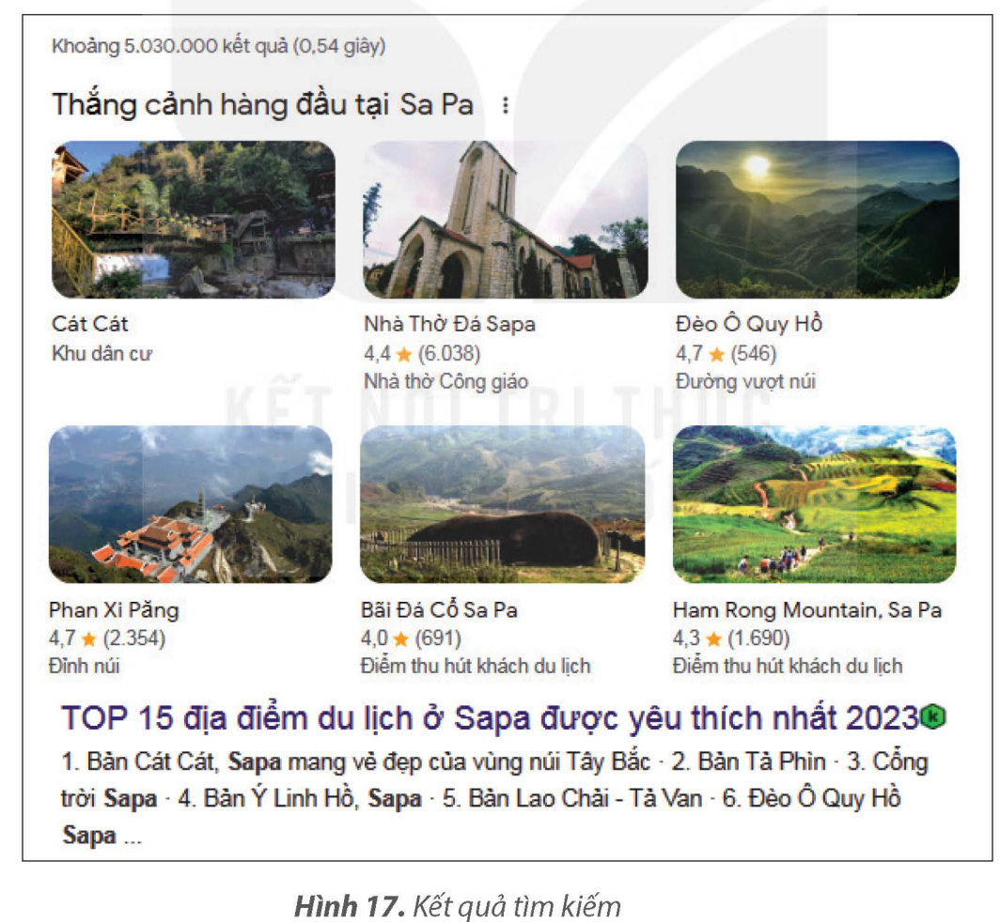 Khoảng 5.030.000 kết quả (0,54 giây)
Thắng cảnh hàng đầu tại Sa Pa
Cát Cát
Khu dân cư
Nhà Thờ Đá Sapa
4,4 ★ (6.038)
Nhà thờ Công giáo
Đèo Ô Quy Hồ
4,7 ★ (546)
Đường vượt núi
KẾT NỐI TRI THỨC
Phan Xi Păng
4,7 ★ (2.354)
Đỉnh núi
Bãi Đá Cổ Sa Pa
4,0 ★ (691)
Điểm thu hút khách du lịch
Ham Rong Mountain, Sa Pa
4,3 ★ (1.690)
Điểm thu hút khách du lịch
TOP 15 địa điểm du lịch ở Sapa được yêu thích nhất 2023
1. Bản Cát Cát, Sapa mang vẻ đẹp của vùng núi Tây Bắc · 2. Bản Tả Phìn · 3. Cổng
trời Sapa · 4. Bản Ý Linh Hồ, Sapa · 5. Bản Lao Chải - Tả Van · 6. Đèo Ô Quy Hồ
Sapa ...
Hình 17. Kết quả tìm kiếm